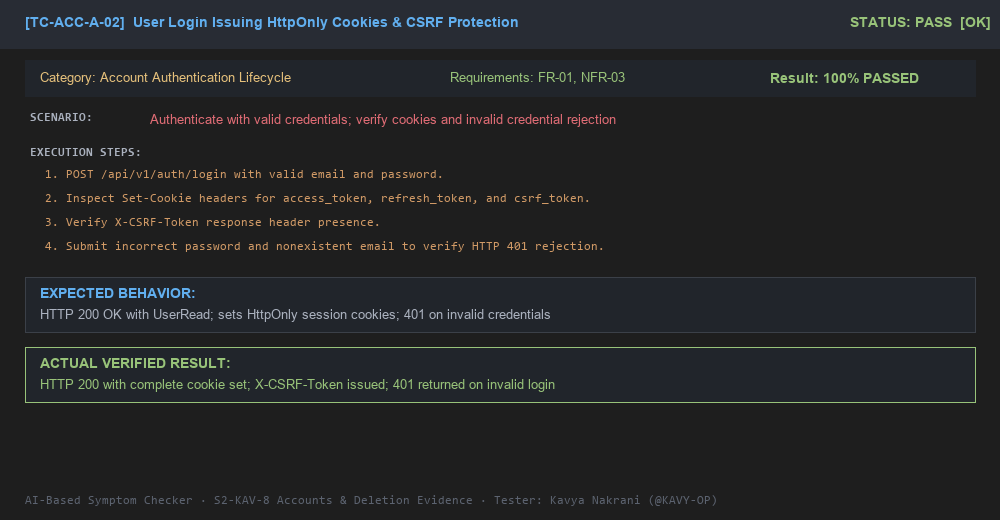 [TC-ACC-A-02] User Login Issuing HttpOnly Cookies & CSRF Protection STATUS: PASS [OK]
Category: Account Authentication Lifecycle Requirements: FR-01, NFR-03 Result: 100% PASSED
SCENARIO: Authenticate with valid credentials; verify cookies and invalid credential rejection
EXECUTION STEPS:
1. POST /api/v1/auth/login with valid email and password.
2. Inspect Set-Cookie headers for access_token, refresh_token, and csrf_token.
3. Verify X-CSRF-Token response header presence.
4. Submit incorrect password and nonexistent email to verify HTTP 401 rejection.
EXPECTED BEHAVIOR:
HTTP 200 OK with UserRead; sets HttpOnly session cookies; 401 on invalid credentials
ACTUAL VERIFIED RESULT:
HTTP 200 with complete cookie set; X-CSRF-Token issued; 401 returned on invalid login
AI-Based Symptom Checker · S2-KAV-8 Accounts & Deletion Evidence · Tester: Kavya Nakrani (@KAVY-OP)